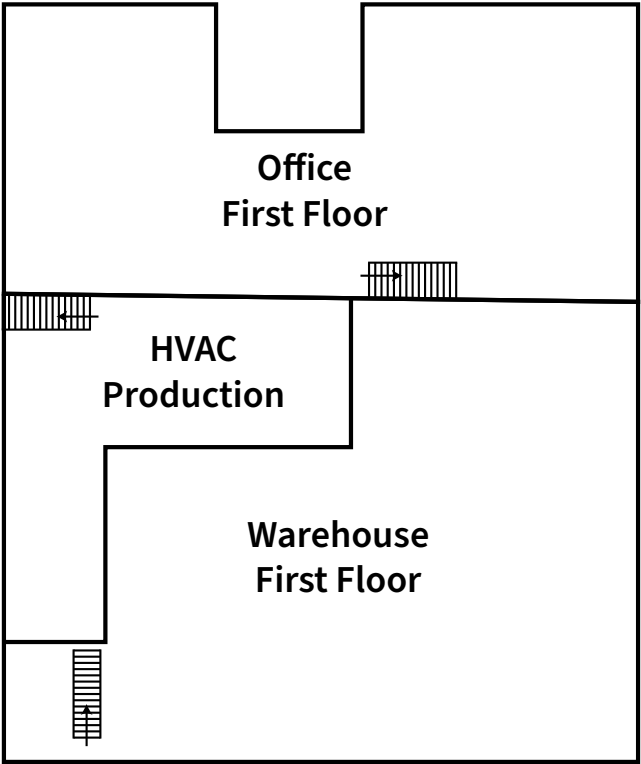 Office
First Floor
HVAC
Production
Warehouse
First Floor